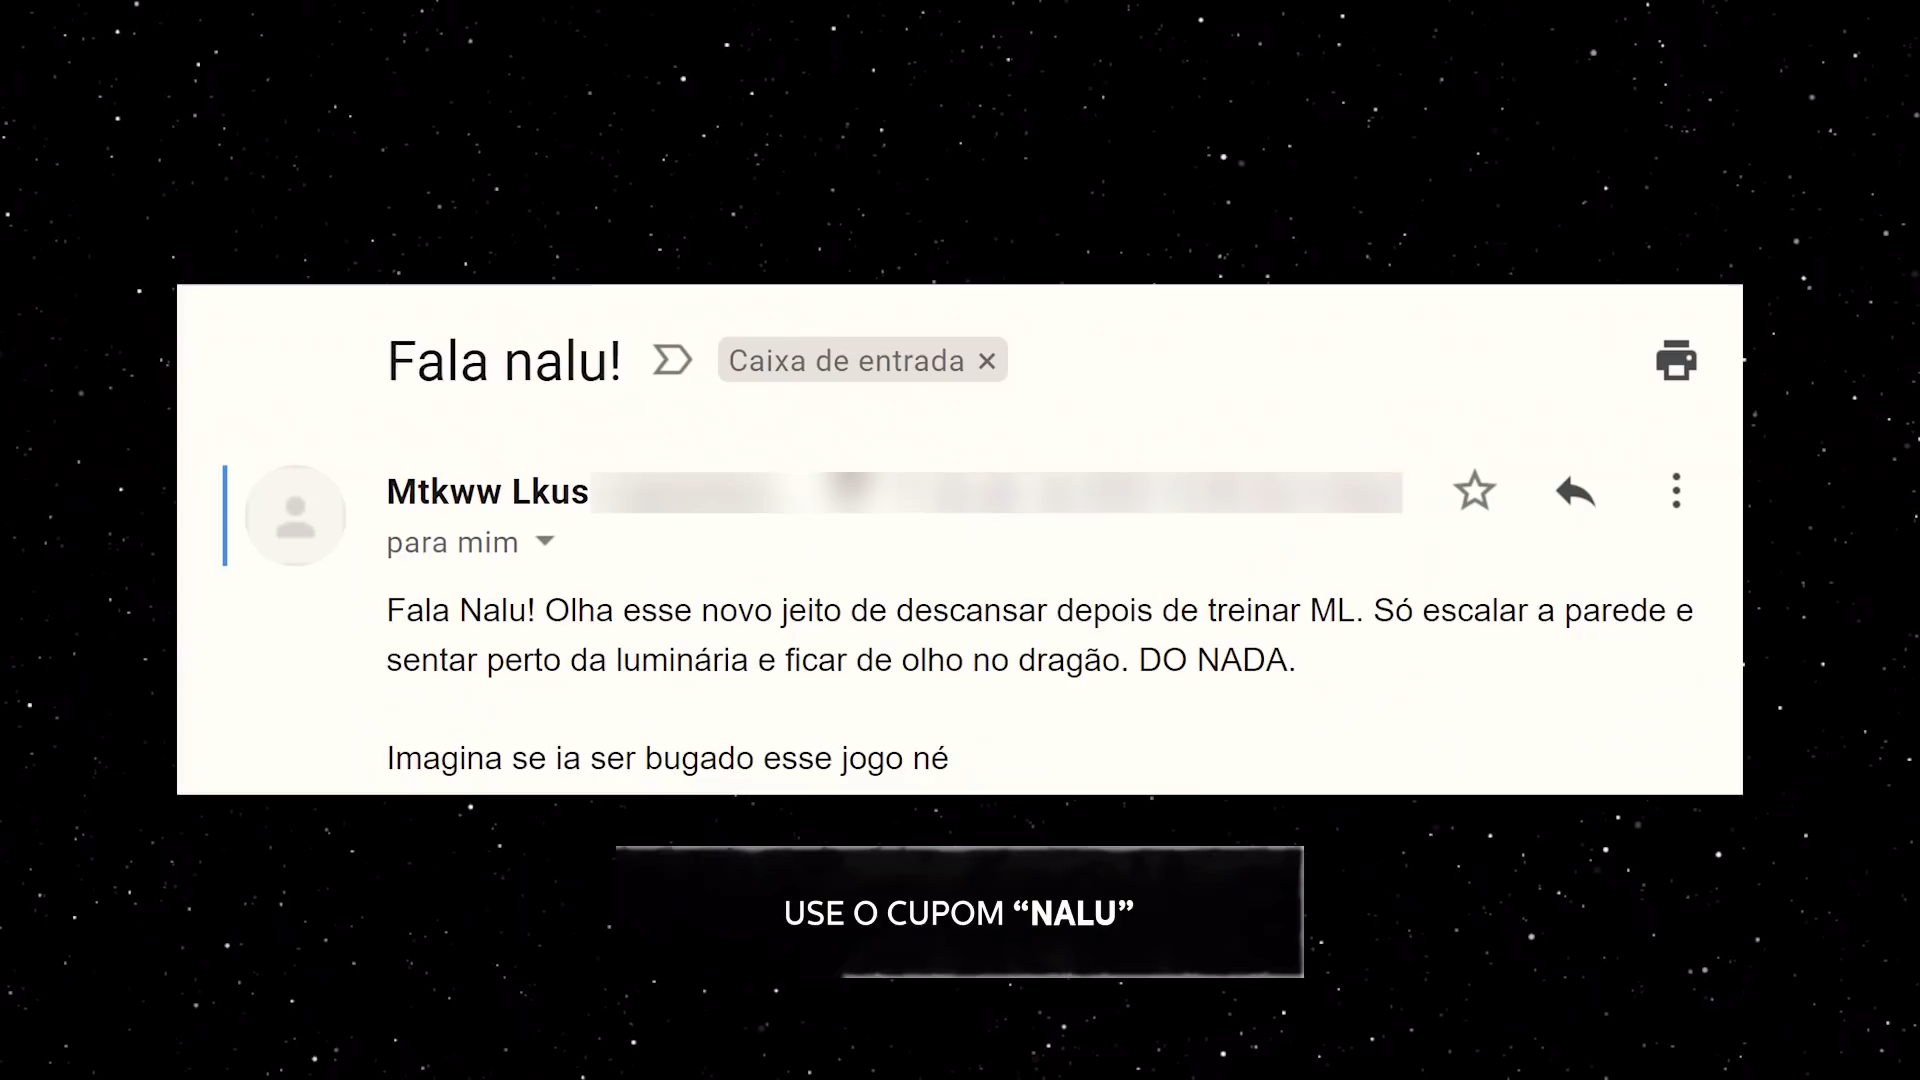 Fala nalu!
Caixa de entrada ×
Mtkww Lkus
para mim
Fala Nalu! Olha esse novo jeito de descansar depois de treinar ML. Só escalar a parede e
sentar perto da luminária e ficar de olho no dragão. DO NADA.
Imagina se ia ser bugado esse jogo né
USE O CUPOM “NALU”